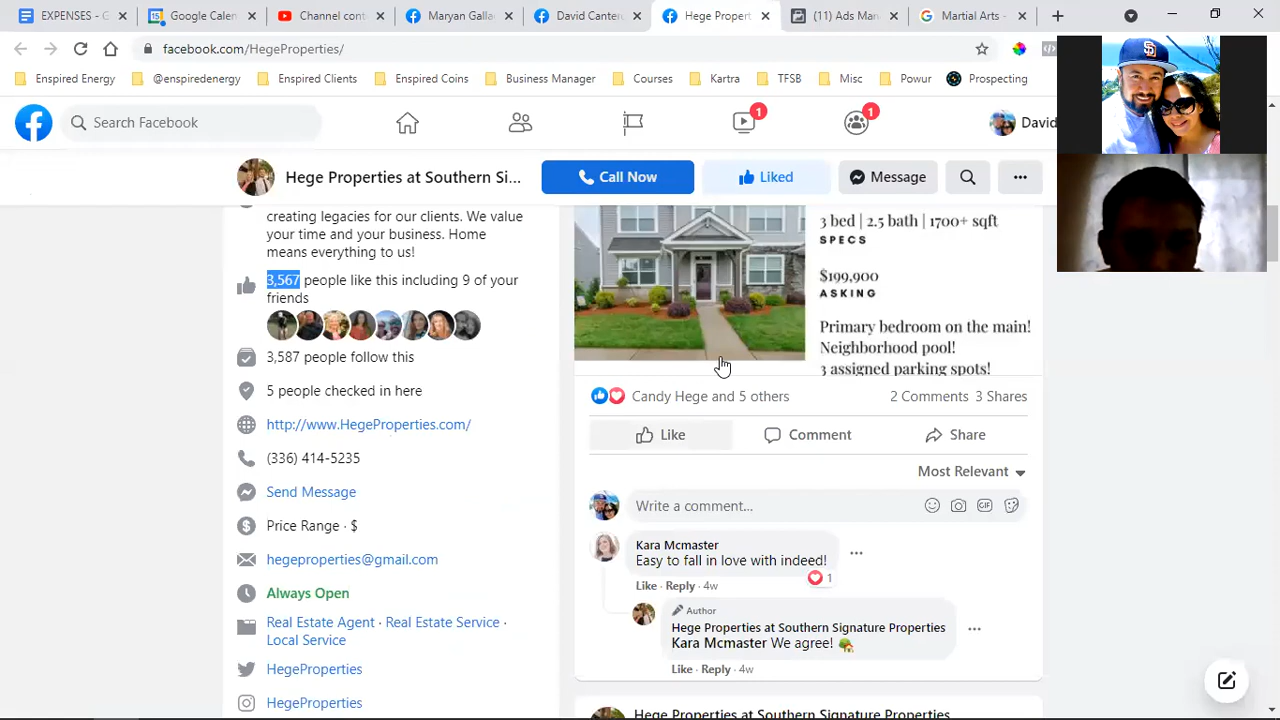 EXPENSES - G
Google Calen
Channel cont
Maryan Galla
David Canter
Hege Propert
(11) Ads Man
Martial Arts -
facebook.com/HegeProperties/
Enspired Energy
@enspiredenergy
Enspired Clients
Enspired Coins
Business Manager
Courses
Kartra
TFSB
Misc
Powur
Prospecting
Search Facebook
1
1
David
Hege Properties at Southern Si...
Call Now
Liked
Message
creating legacies for our clients. We value
your time and your business. Home
means everything to us!
3,567 people like this including 9 of your
friends
3,587 people follow this
5 people checked in here
http://www.HegeProperties.com/
(336) 414-5235
Send Message
Price Range · $
hegeproperties@gmail.com
Always Open
Real Estate Agent · Real Estate Service ·
Local Service
HegeProperties
HegeProperties
3 bed | 2.5 bath | 1700+ sqft
SPECS
$199,900
ASKING
Primary bedroom on the main!
Neighborhood pool!
3 assigned parking spots!
Candy Hege and 5 others
2 Comments 3 Shares
Like
Comment
Share
Most Relevant
Write a comment...
GIF
Kara Mcmaster
Easy to fall in love with indeed!
1
Like · Reply · 4w
Author
Hege Properties at Southern Signature Properties
Kara Mcmaster We agree!
Like · Reply · 4w
Hege Properties at Southern Signature Properties